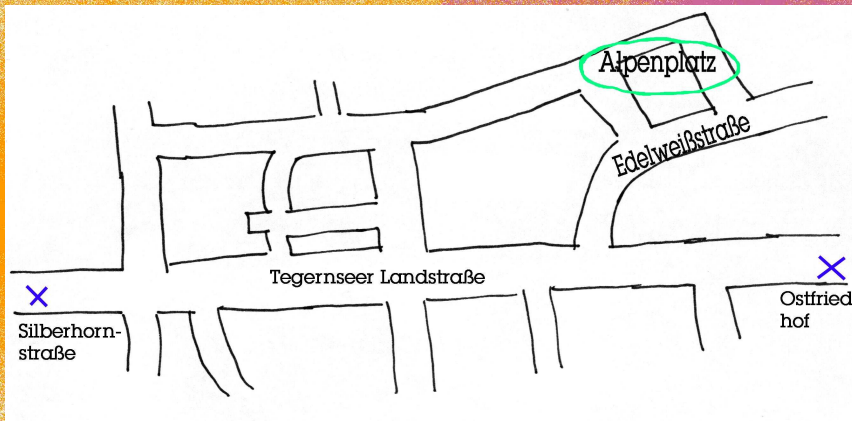 Alpenplatz
Edelweißstraße
Tegernseer Landstraße
Silberhorn-
straße
Ostfried
hof